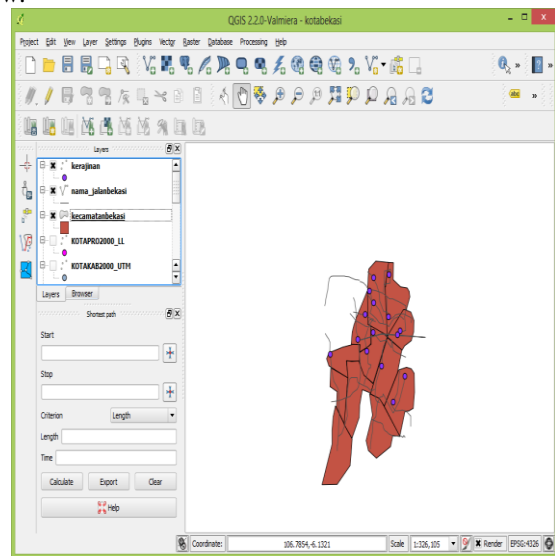 w.
QGIS 2.2.0-Valmiera - kotabekasi
Project Edit View Layer Settings Plugins Vector Raster Database Processing Help
abc
Layers
kerajinan
nama_jalanbekasi
kecamatanbekasi
KOTAPRO2000_LL
KOTAKAB2000_UTM
Layers Browser
Shortest path
Start
Stop
Criterion Length
Length
Time
Calculate Export Clear
Help
Coordinate: 106.7854,-6.1321 Scale 1:326,105 Render EPSG:4326